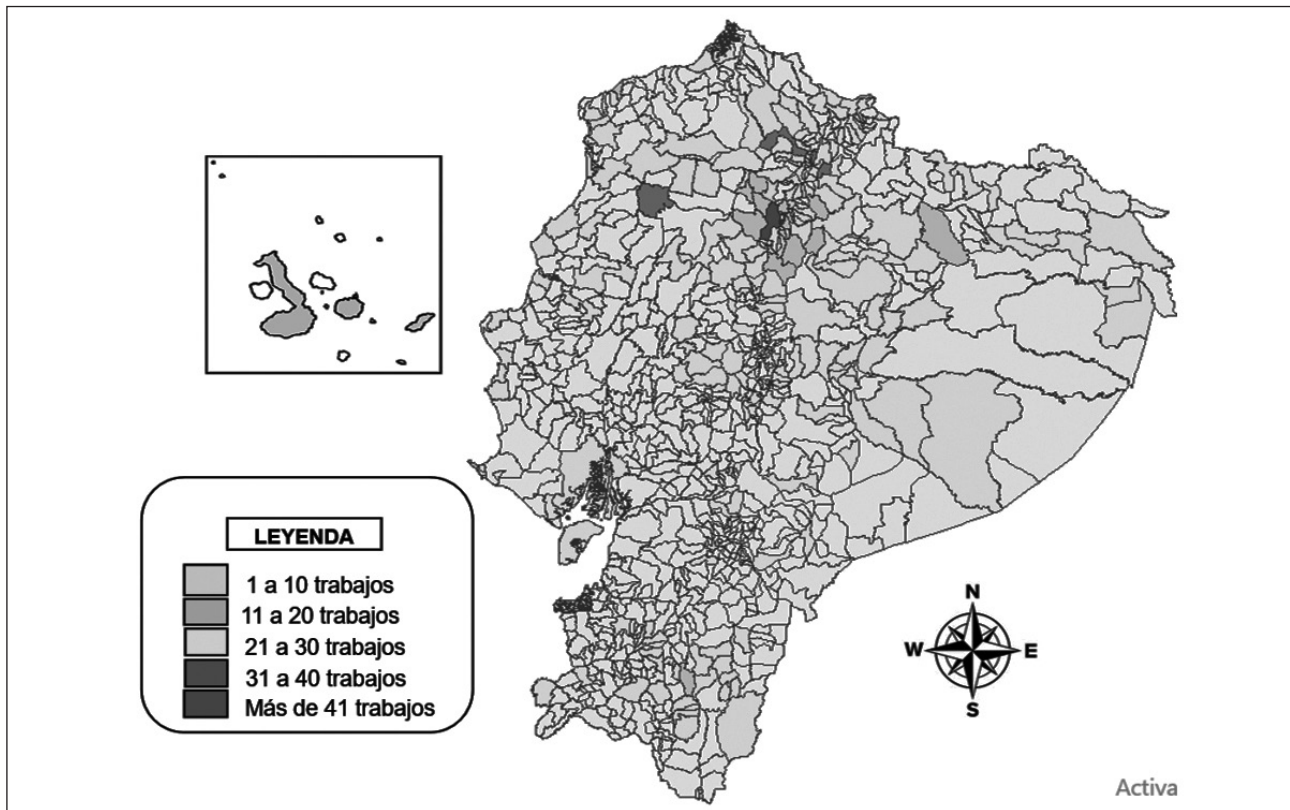 LEYENDA
1 a 10 trabajos
11 a 20 trabajos
21 a 30 trabajos
31 a 40 trabajos
Más de 41 trabajos
N
W E
S
Activa